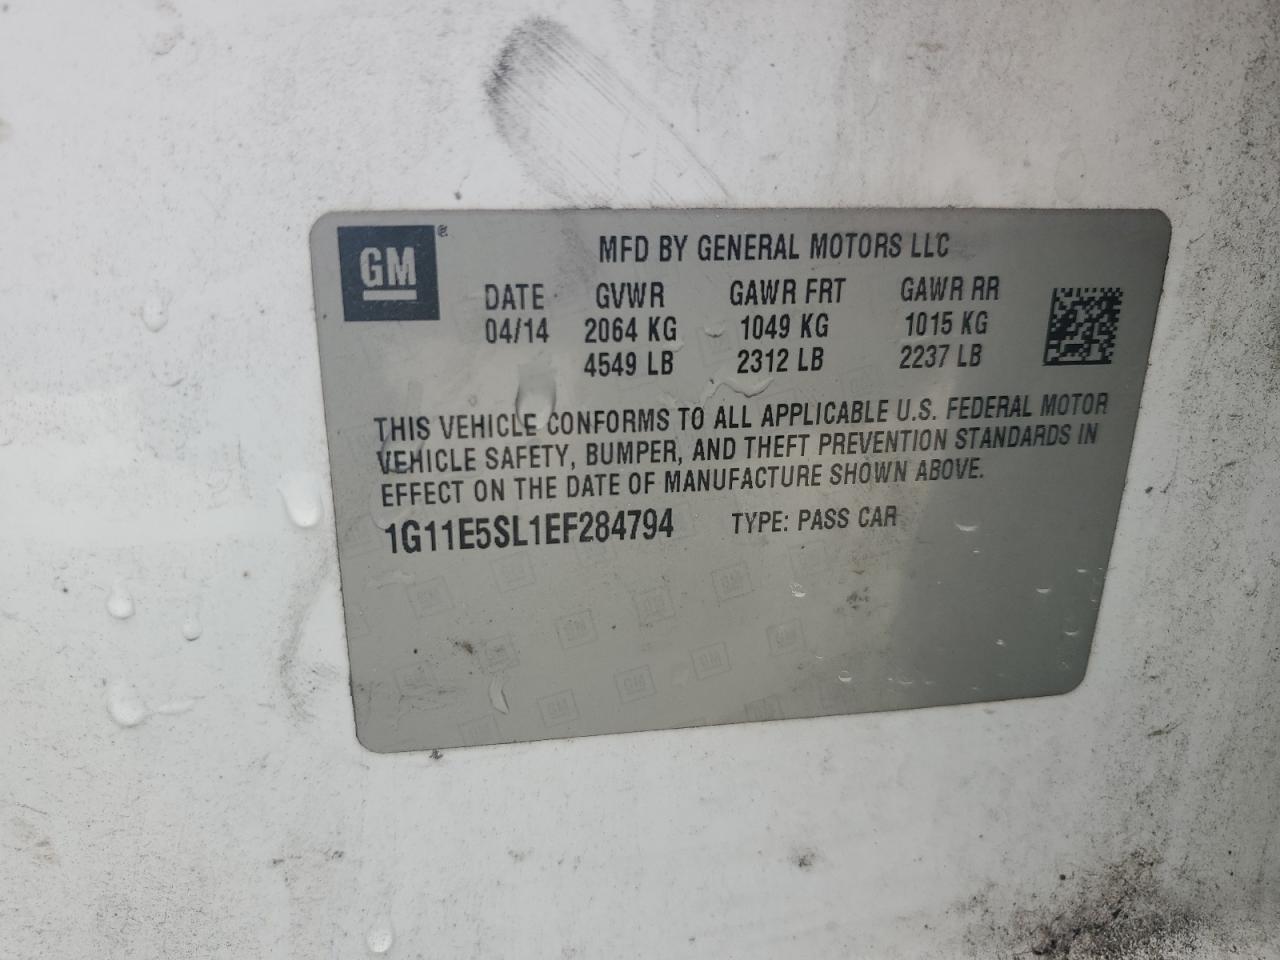 GM®
MFD BY GENERAL MOTORS LLC
DATE GVWR GAWR FRT GAWR RR
04/14 2064 KG 1049 KG 1015 KG
4549 LB 2312 LB 2237 LB
THIS VEHICLE CONFORMS TO ALL APPLICABLE U.S. FEDERAL MOTOR
VEHICLE SAFETY, BUMPER, AND THEFT PREVENTION STANDARDS IN
EFFECT ON THE DATE OF MANUFACTURE SHOWN ABOVE.
1G11E5SL1EF284794 TYPE: PASS CAR